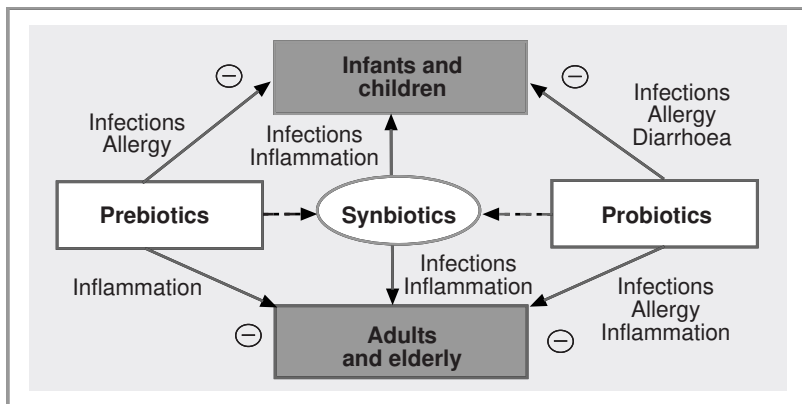 Infants and
children
Infections
Allergy
Infections
Inflammation
Infections
Allergy
Diarrhoea
Prebiotics
Synbiotics
Probiotics
Inflammation
Infections
Inflammation
Infections
Allergy
Inflammation
Adults
and elderly